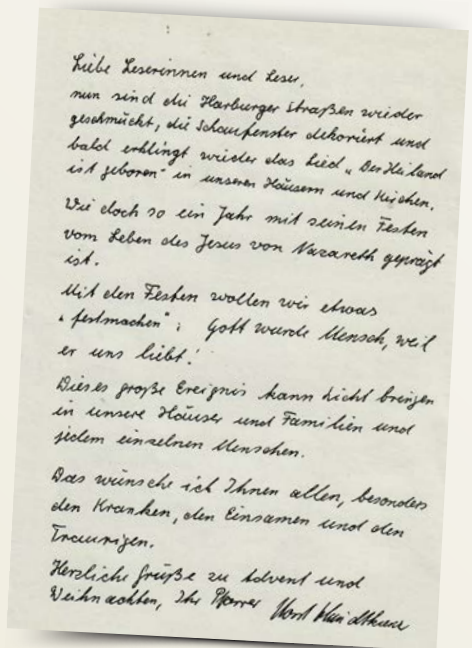 Liebe Leserinnen und Leser,
nun sind die Harburger Straßen wieder
geschmückt, die Schaufenster dekoriert und
bald erklingt wieder das Lied „Der Heiland
ist geboren" in unseren Häusern und Kirchen.
Wie doch so ein Jahr mit seinen Festen
vom Leben des Jesus von Nazareth geprägt
ist.
Mit den Festen wollen wir etwas
„festmachen": Gott wurde Mensch, weil
er uns liebt!
Dieses große Ereignis kann Licht bringen
in unsere Häuser und Familien und
jedem einzelnen Menschen.
Das wünsche ich Ihnen allen, besonders
den Kranken, den Einsamen und den
Traurigen.
Herzliche Grüße zu Advent und
Weihnachten, Ihr Pfarrer